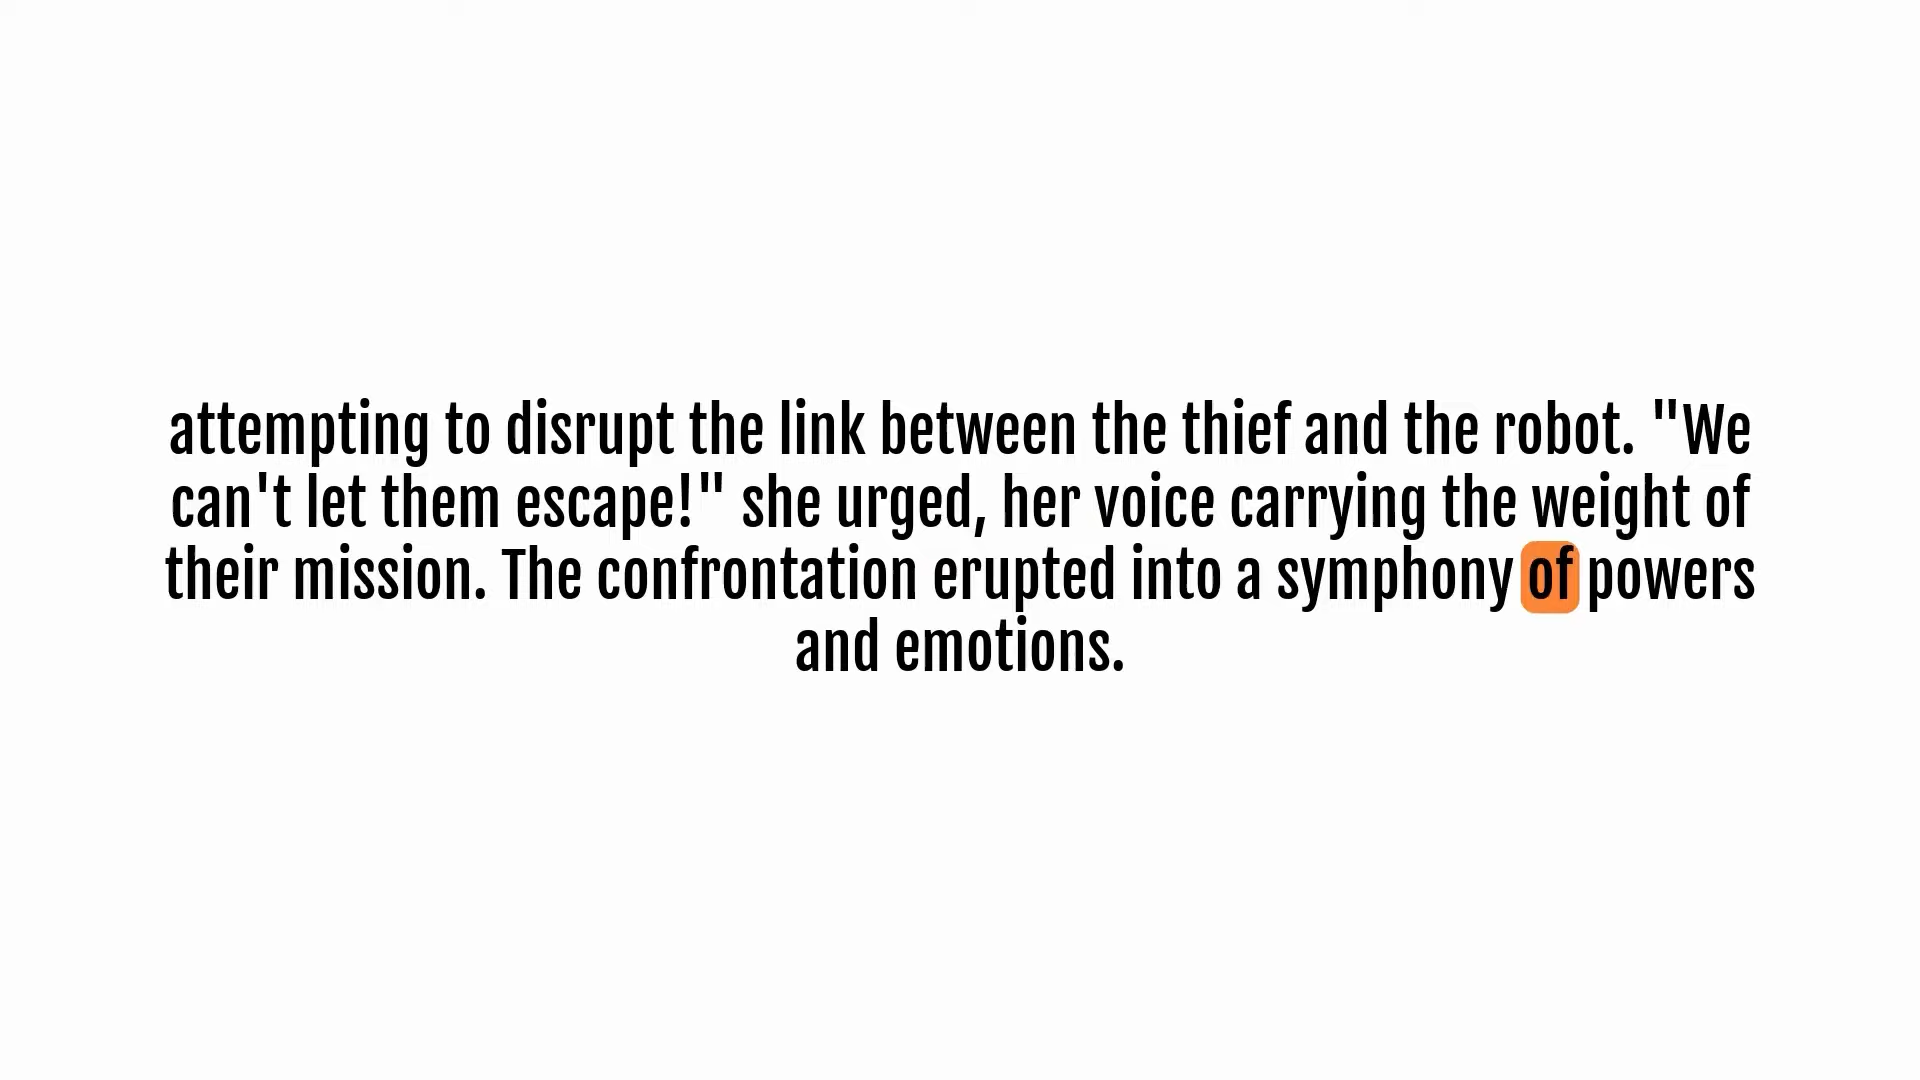 attempting to disrupt the link between the thief and the robot. "We
can't let them escape!" she urged, her voice carrying the weight of
their mission. The confrontation erupted into a symphony of powers
and emotions.